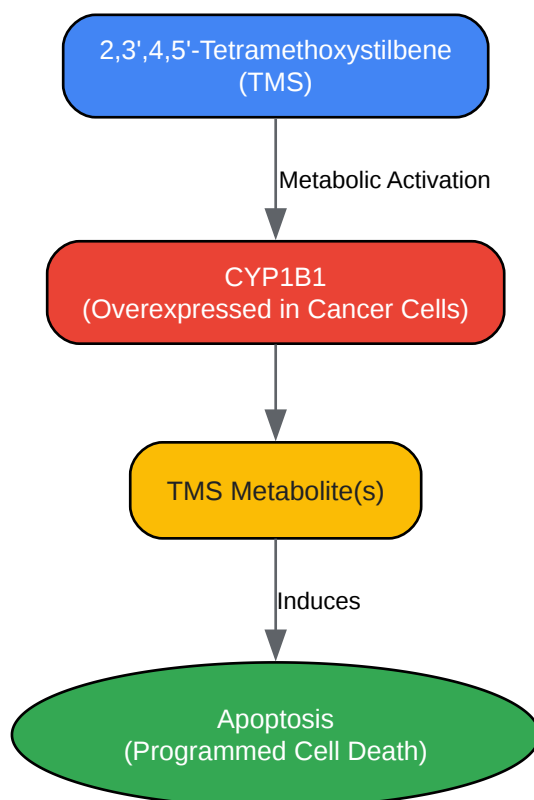 2,3',4,5'-Tetramethoxystilbene
(TMS)
Metabolic Activation
CYP1B1
(Overexpressed in Cancer Cells)
TMS Metabolite(s)
Induces
Apoptosis
(Programmed Cell Death)